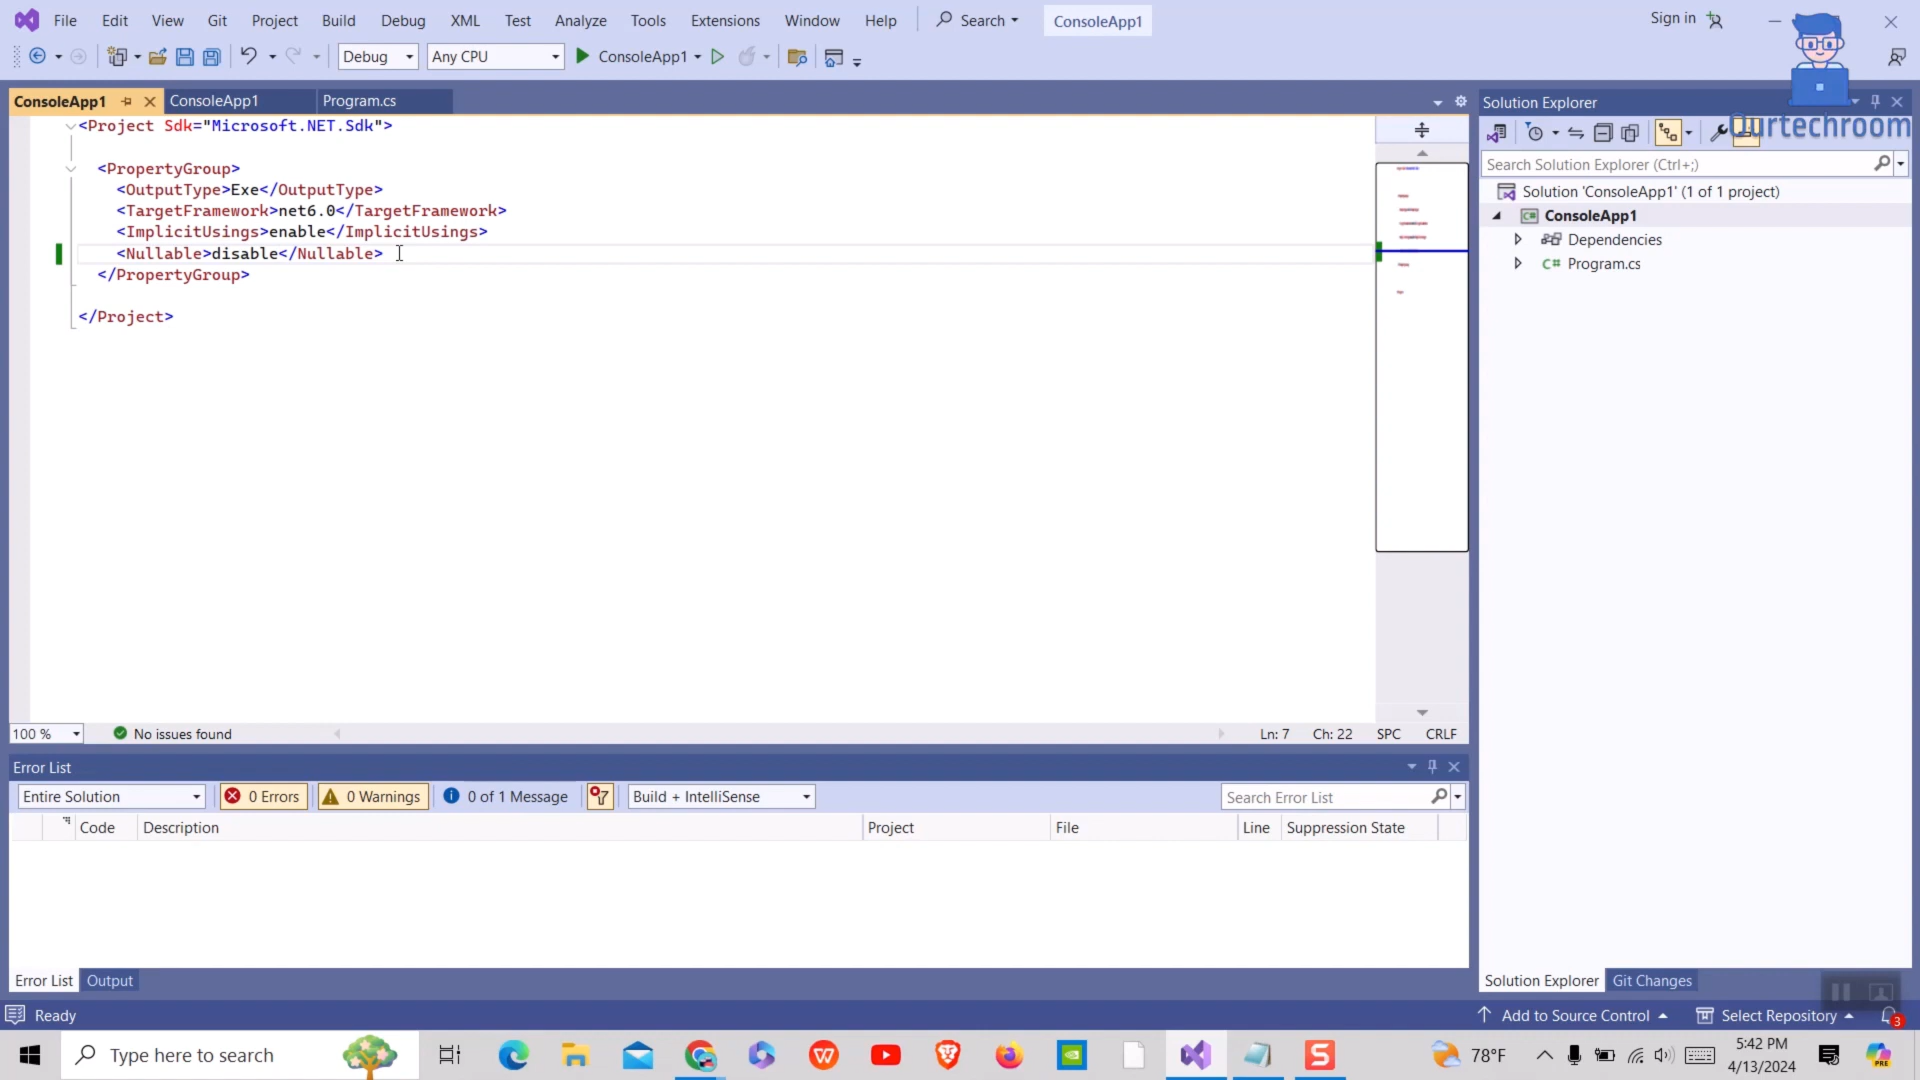 File Edit View Git Project Build Debug XML Test Analyze Tools Extensions Window Help Search ConsoleApp1 Sign in
Debug Any CPU ConsoleApp1
ConsoleApp1 ConsoleApp1 Program.cs
<Project Sdk="Microsoft.NET.Sdk">
<PropertyGroup>
<OutputType>Exe</OutputType>
<TargetFramework>net6.0</TargetFramework>
<ImplicitUsings>enable</ImplicitUsings>
<Nullable>disable</Nullable>
</PropertyGroup>
</Project>
100 % No issues found Ln: 7 Ch: 22 SPC CRLF
Error List
Entire Solution 0 Errors 0 Warnings 0 of 1 Message Build + IntelliSense Search Error List
Code Description Project File Line Suppression State
Error List Output
Solution Explorer
Ourtechroom
Search Solution Explorer (Ctrl+;)
Solution 'ConsoleApp1' (1 of 1 project)
ConsoleApp1
Dependencies
C# Program.cs
Solution Explorer Git Changes
Ready Add to Source Control Select Repository 3
Type here to search 78°F 5:42 PM
4/13/2024